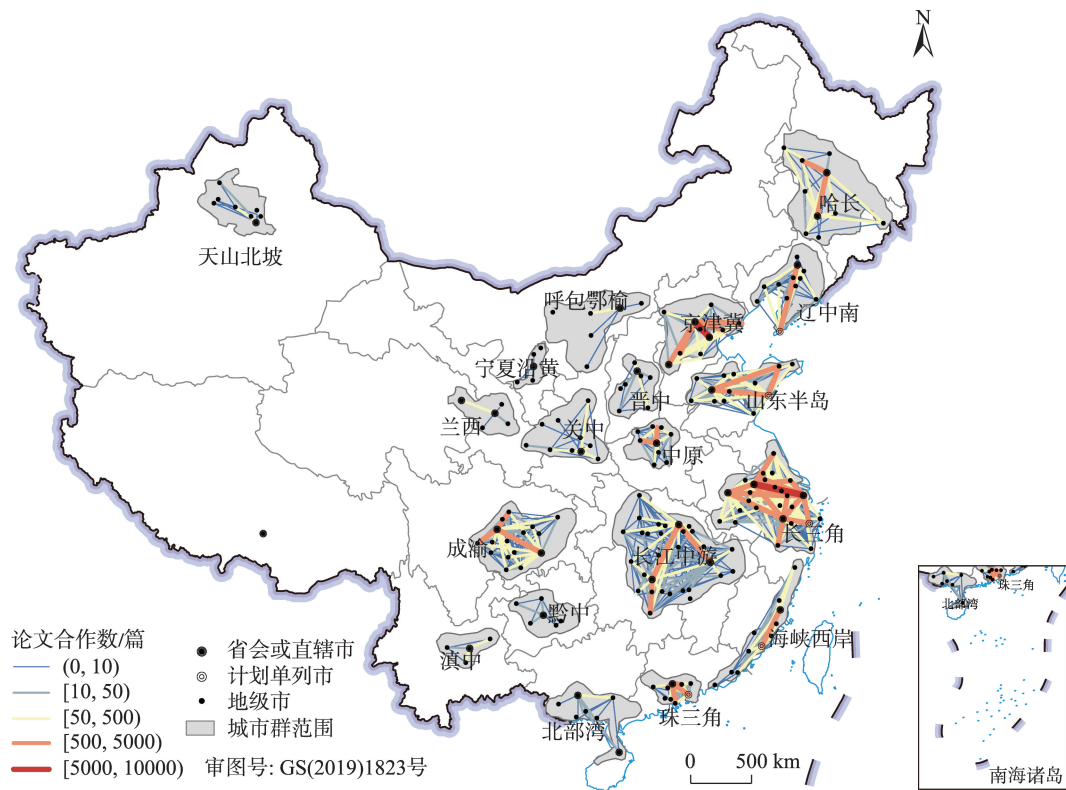 N
哈长
天山北坡
辽中南
呼包鄂榆
京津冀
宁夏沿黄
晋中
山东半岛
兰西
关中
中原
长三角
成渝
长江中游
黔中
海峡西岸
滇中
珠三角
北部湾
论文合作数/篇
(0, 10)
[10, 50)
[50, 500)
[500, 5000)
[5000, 10000)
省会或直辖市
计划单列市
地级市
城市群范围
审图号: GS(2019)1823号
0 500 km
珠三角
北部湾
南海诸岛